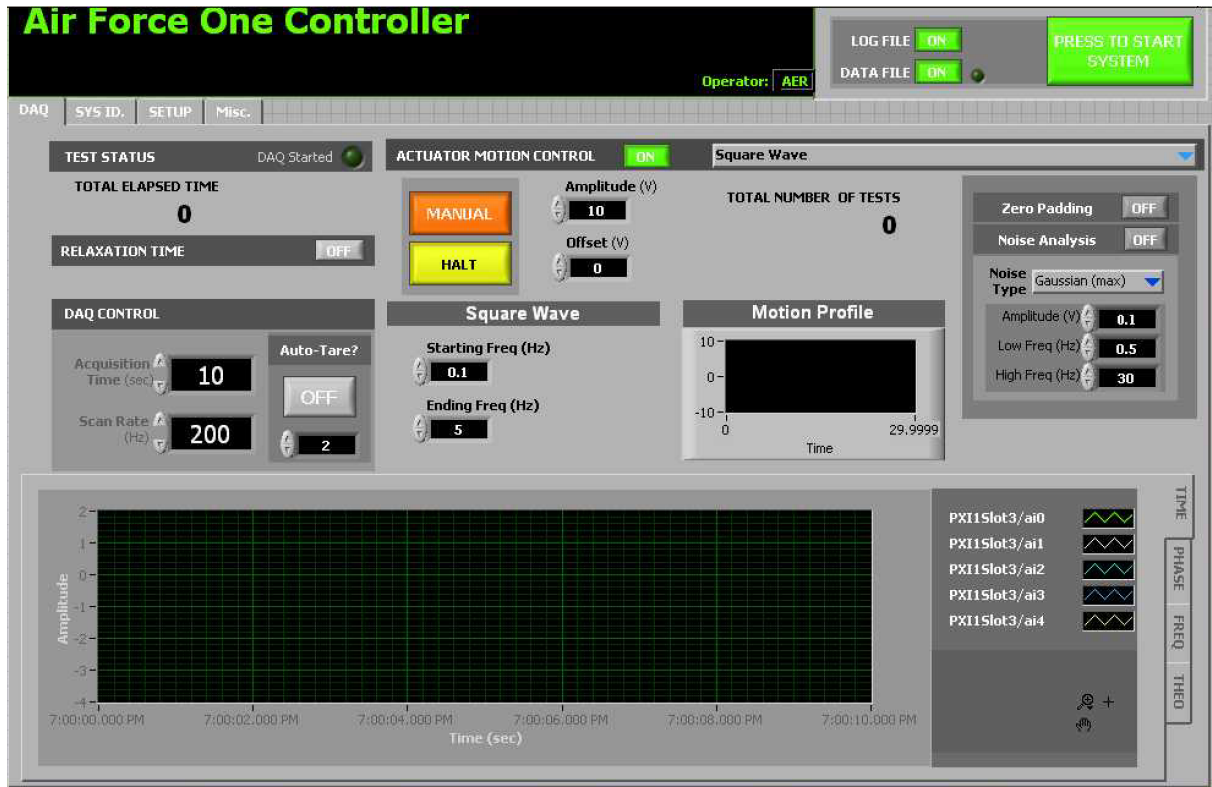 Air Force One Controller
Operator: AER
LOG FILE ON
DATA FILE ON
PRESS TO START
SYSTEM
DAQ SYS ID. SETUP Misc.
TEST STATUS DAQ Started
TOTAL ELAPSED TIME
0
RELAXATION TIME OFF
ACTUATOR MOTION CONTROL ON Square Wave
MANUAL
HALT
Amplitude (V)
10
Offset (V)
0
TOTAL NUMBER OF TESTS
0
Zero Padding OFF
Noise Analysis OFF
Noise
Type Gaussian (max)
Amplitude (V) 0.1
Low Freq (Hz) 0.5
High Freq (Hz) 30
DAQ CONTROL
Acquisition
Time (sec) 10
Scan Rate
(Hz) 200
Auto-Tare?
OFF
2
Square Wave
Starting Freq (Hz)
0.1
Ending Freq (Hz)
5
Motion Profile
10
0
-10
0 29.9999
Time
2
1
0
-1
-2
-3
-4
Amplitude
7:00:00.000 PM 7:00:02.000 PM 7:00:04.000 PM 7:00:06.000 PM 7:00:08.000 PM 7:00:10.000 PM
Time (sec)
PXI1Slot3/ai0
PXI1Slot3/ai1
PXI1Slot3/ai2
PXI1Slot3/ai3
PXI1Slot3/ai4
TIME
PHASE
FREQ
THEO